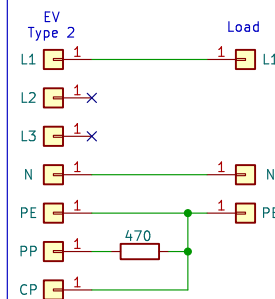 EV
Type 2
Load
L1 1 1 L1
L2 1
L3 1
N 1 1 N
PE 1 1 PE
470
PP 1
CP 1